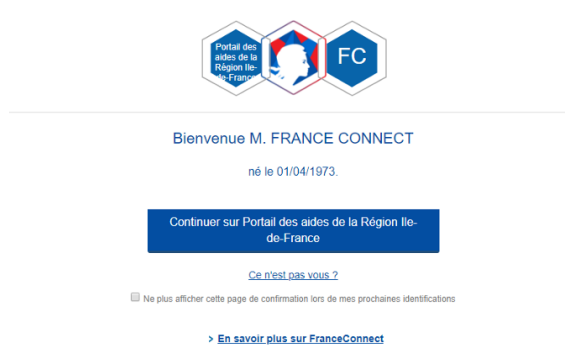 Portail des
aides de la
Région Ile-
de-France
FC
Bienvenue M. FRANCE CONNECT
né le 01/04/1973.
Continuer sur Portail des aides de la Région Ile-
de-France
Ce n'est pas vous ?
Ne plus afficher cette page de confirmation lors de mes prochaines identifications
> En savoir plus sur FranceConnect